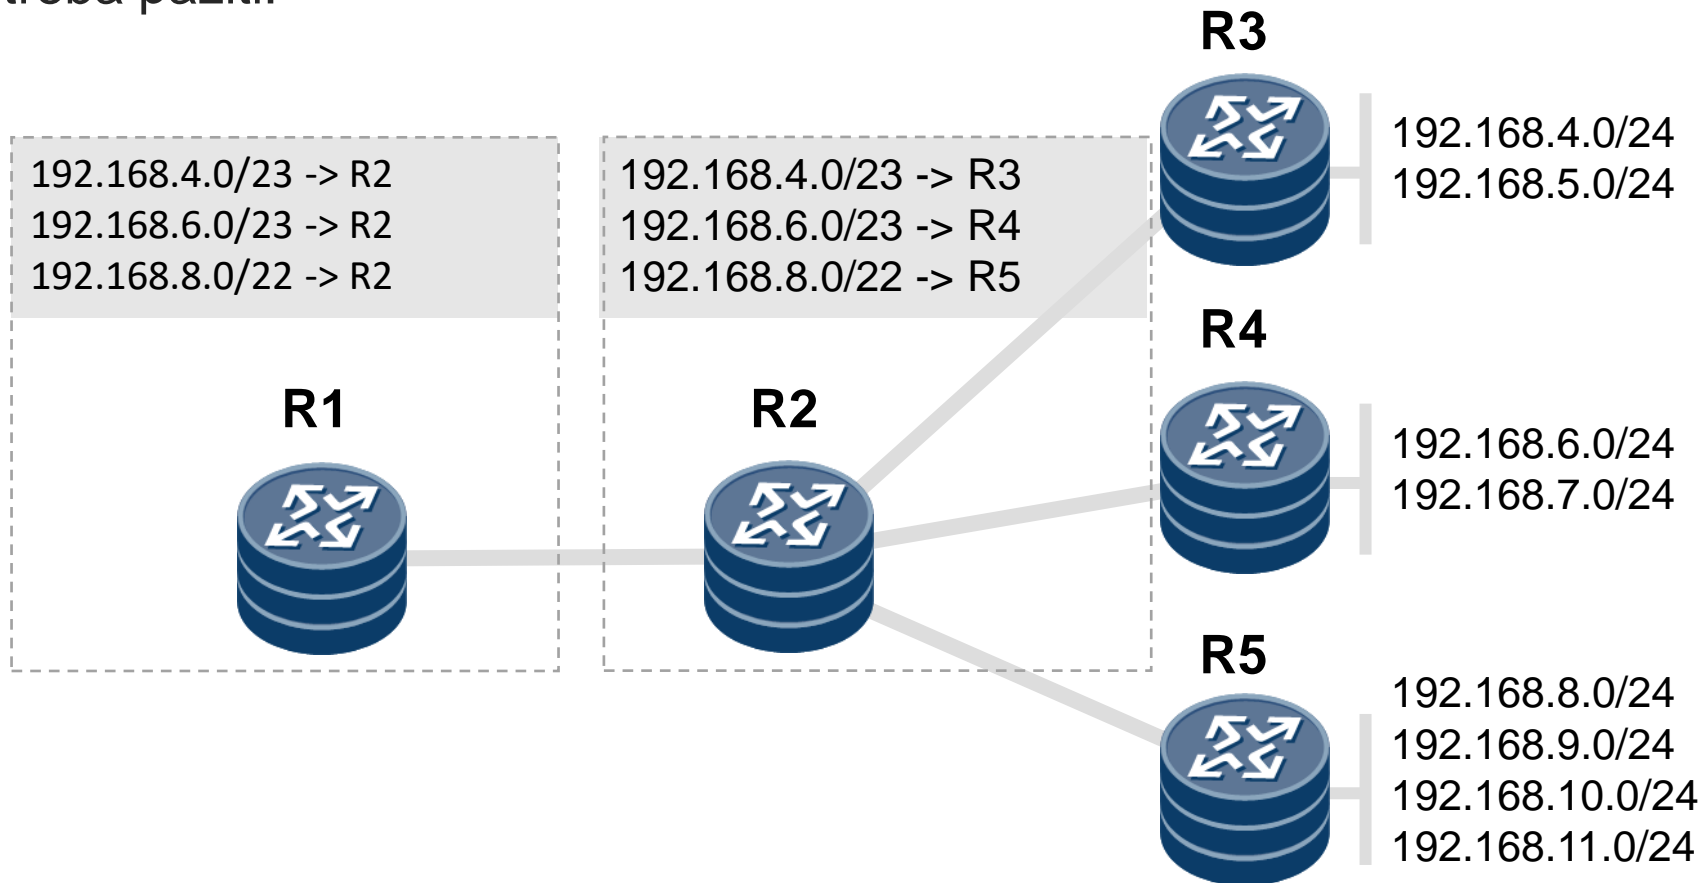 treba paziti.
R3
192.168.4.0/24
192.168.5.0/24
192.168.4.0/23 -> R2
192.168.6.0/23 -> R2
192.168.8.0/22 -> R2
192.168.4.0/23 -> R3
192.168.6.0/23 -> R4
192.168.8.0/22 -> R5
R4
192.168.6.0/24
192.168.7.0/24
R1
R2
R5
192.168.8.0/24
192.168.9.0/24
192.168.10.0/24
192.168.11.0/24